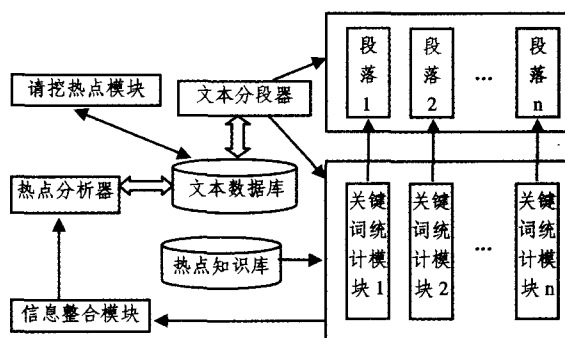 段落1
段落2
...
段落n
请挖热点模块
文本分段器
文本数据库
热点分析器
热点知识库
信息整合模块
关键词统计模块1
关键词统计模块2
...
关键词统计模块n